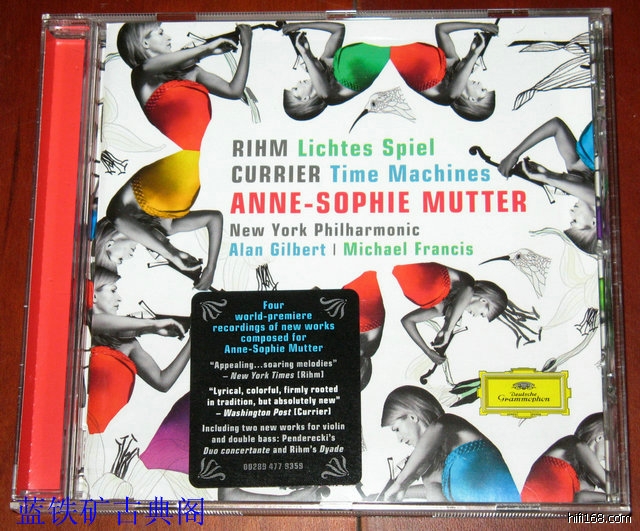 RIHM Lichtes Spiel
CURRIER Time Machines
ANNE-SOPHIE MUTTER
New York Philharmonic
Alan Gilbert | Michael Francis
Four
world-premiere
recordings of new works
composed for
Anne-Sophie Mutter
"Appealing...soaring melodies"
– New York Times [Rihm]
"Lyrical, colorful, firmly rooted
in tradition, but absolutely new"
– Washington Post [Currier]
Including two new works for violin
and double bass: Penderecki's
Duo concertante and Rihm's Dyade
00289 477 9359
Deutsche
Grammophon
蓝铁矿古典阁
hifi168.com